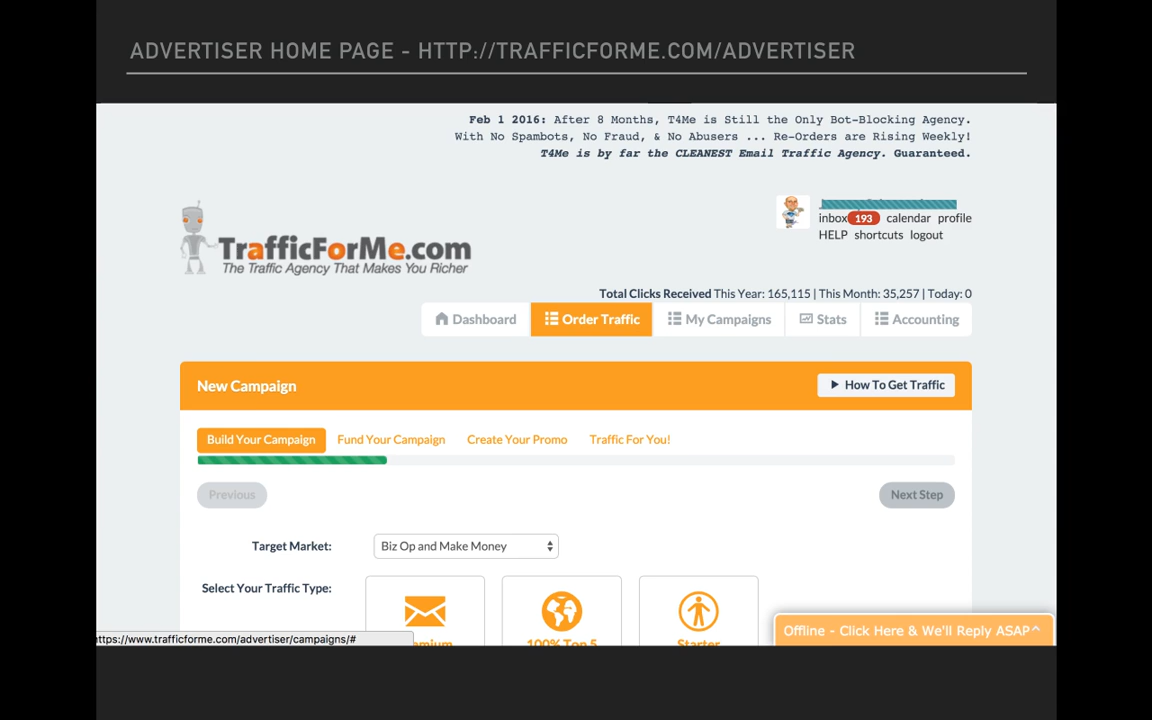 ADVERTISER HOME PAGE - HTTP://TRAFFICFORME.COM/ADVERTISER
Feb 1 2016: After 8 Months, T4Me is Still the Only Bot-Blocking Agency.
With No Spambots, No Fraud, & No Abusers ... Re-Orders are Rising Weekly!
T4Me is by far the CLEANEST Email Traffic Agency. Guaranteed.
inbox 193 calendar profile
HELP shortcuts logout
TrafficForMe.com
The Traffic Agency That Makes You Richer
Total Clicks Received This Year: 165,115 | This Month: 35,257 | Today: 0
Dashboard Order Traffic My Campaigns Stats Accounting
New Campaign How To Get Traffic
Build Your Campaign Fund Your Campaign Create Your Promo Traffic For You!
Previous Next Step
Target Market: Biz Op and Make Money
Select Your Traffic Type:
100% Top 5 Starter
Offline - Click Here & We'll Reply ASAP^
https://www.trafficforme.com/advertiser/campaigns/#